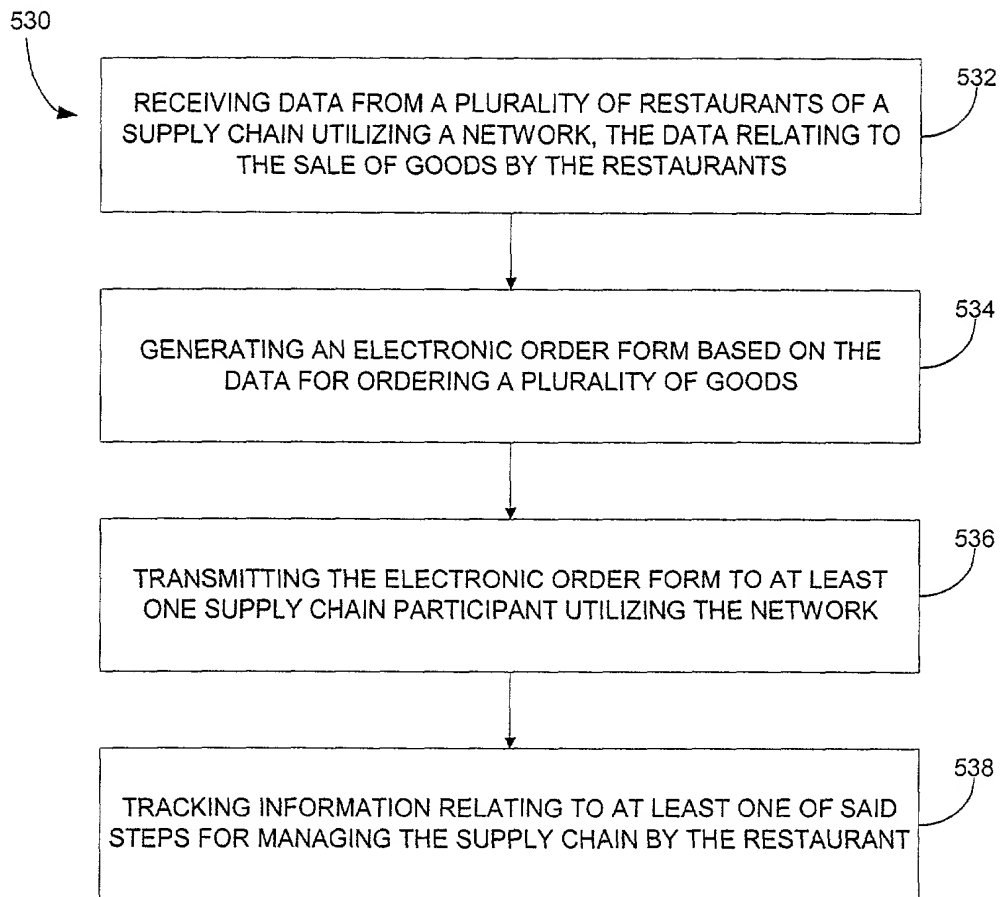 530
532
RECEIVING DATA FROM A PLURALITY OF RESTAURANTS OF A
SUPPLY CHAIN UTILIZING A NETWORK, THE DATA RELATING TO
THE SALE OF GOODS BY THE RESTAURANTS
534
GENERATING AN ELECTRONIC ORDER FORM BASED ON THE
DATA FOR ORDERING A PLURALITY OF GOODS
536
TRANSMITTING THE ELECTRONIC ORDER FORM TO AT LEAST
ONE SUPPLY CHAIN PARTICIPANT UTILIZING THE NETWORK
538
TRACKING INFORMATION RELATING TO AT LEAST ONE OF SAID
STEPS FOR MANAGING THE SUPPLY CHAIN BY THE RESTAURANT